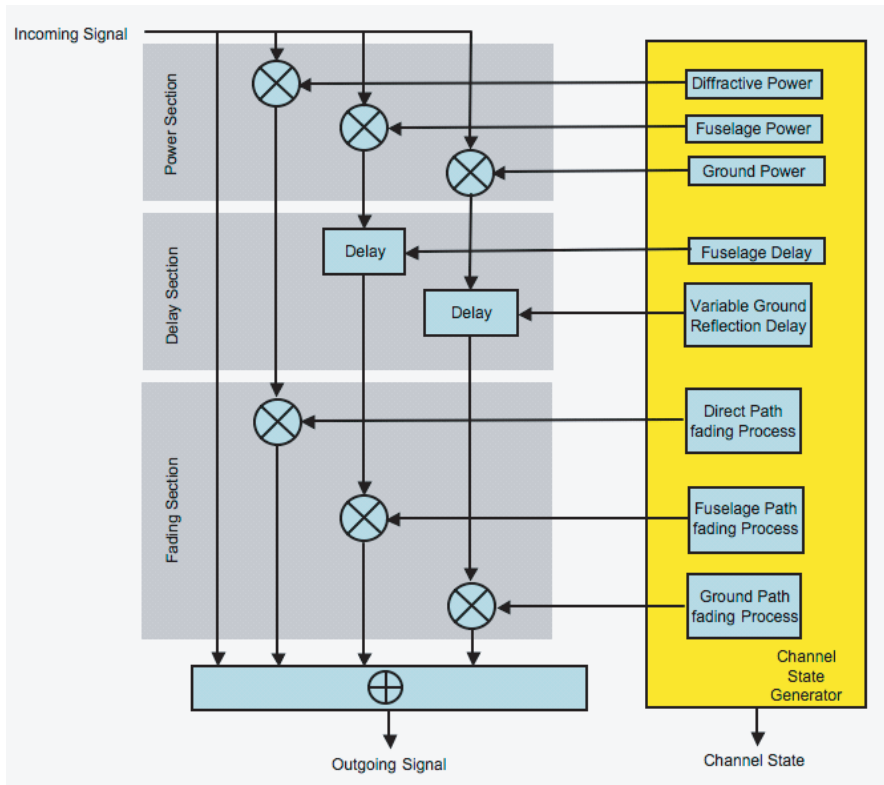 Incoming Signal
Power Section
Diffractive Power
Fuselage Power
Ground Power
Delay Section
Delay
Fuselage Delay
Delay
Variable Ground
Reflection Delay
Fading Section
Direct Path
fading Process
Fuselage Path
fading Process
Ground Path
fading Process
Channel
State
Generator
Outgoing Signal
Channel State